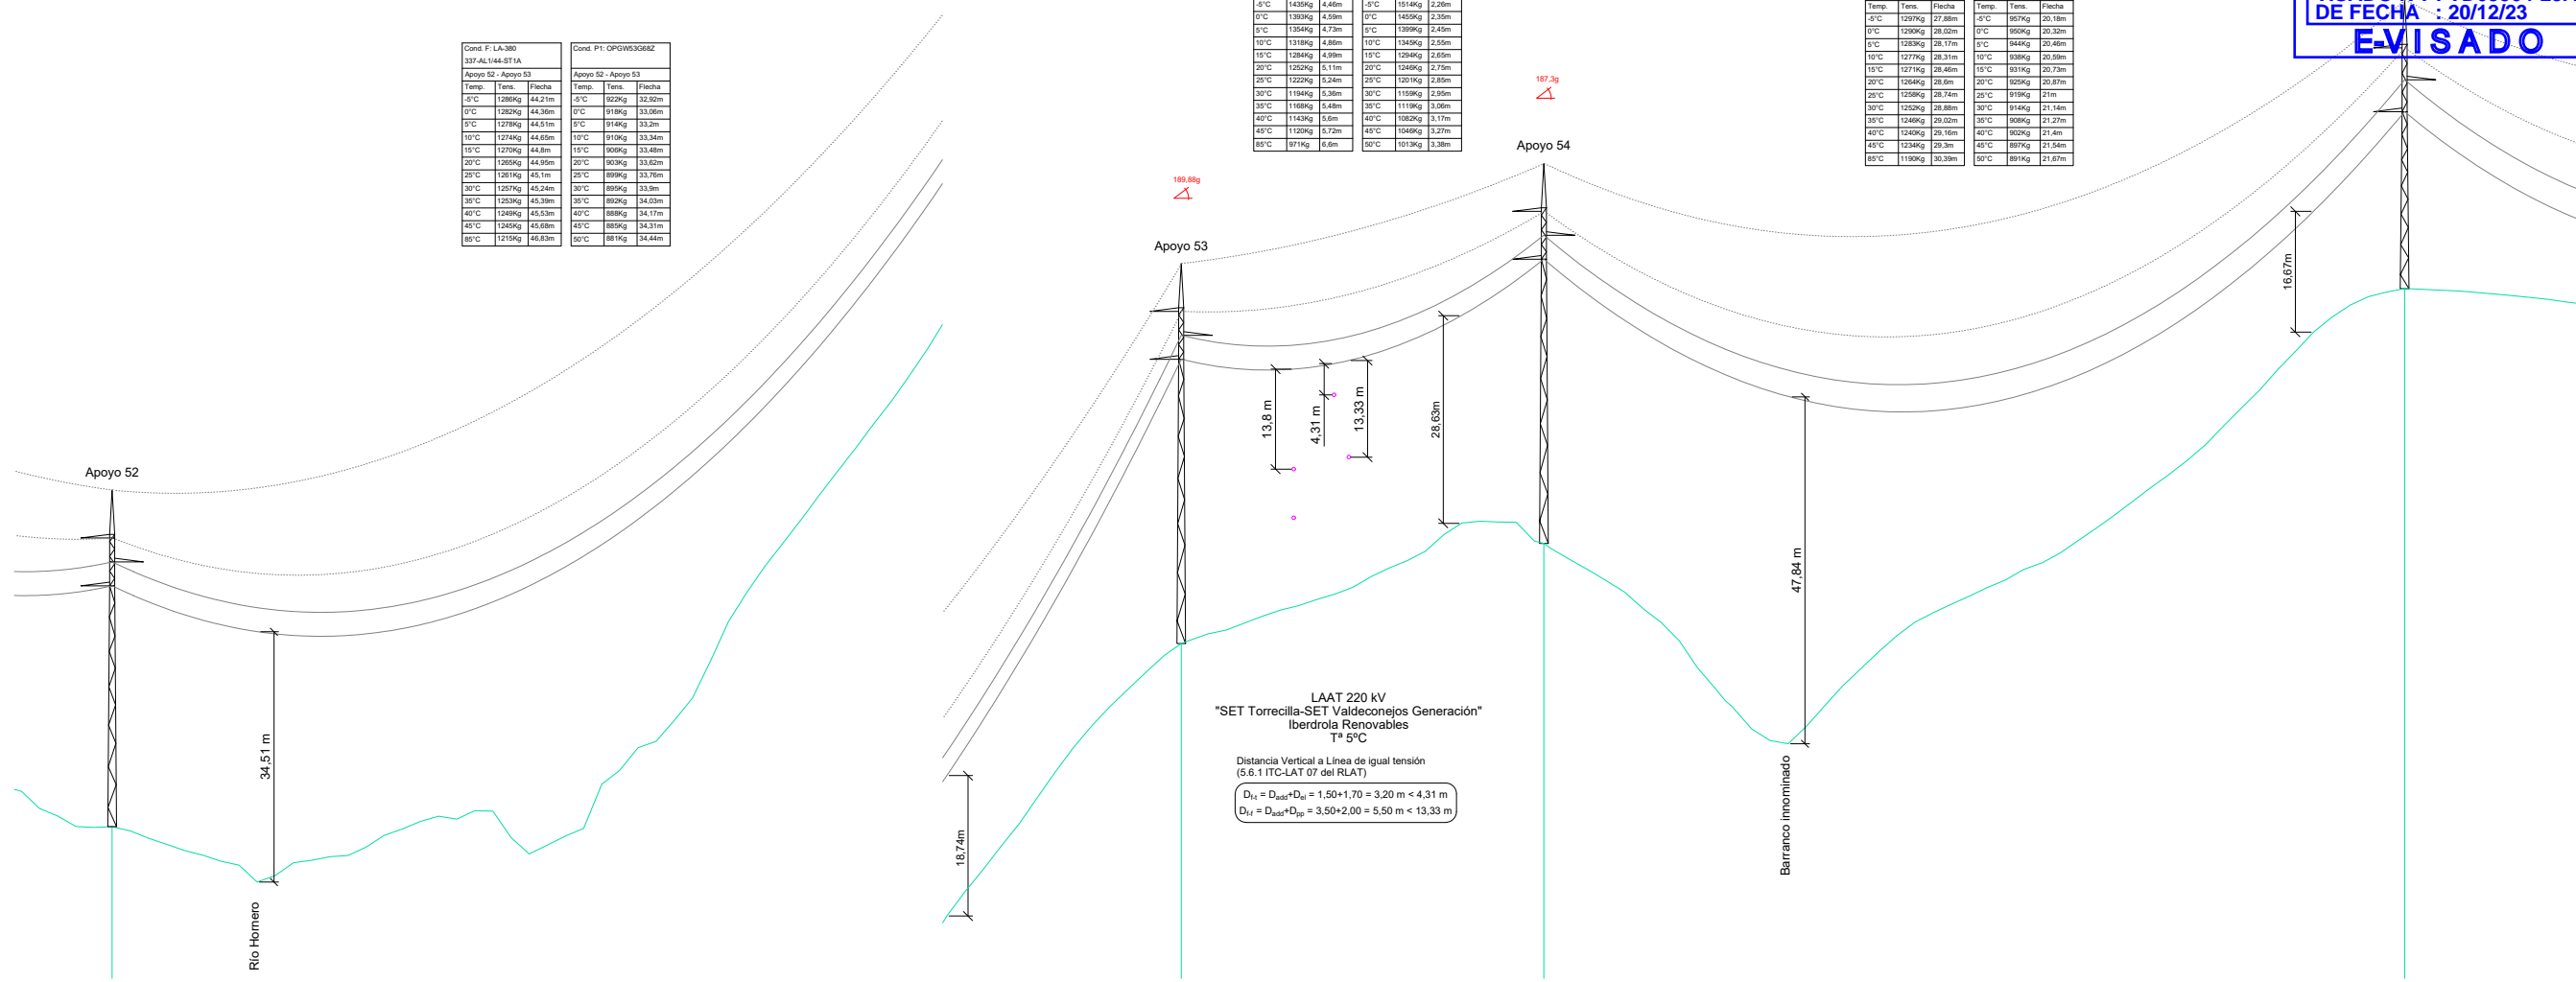 Cond. F: LA-380
337-AL1/44-ST1A
Apoyo 52 - Apoyo 53
Temp. Tens. Flecha
-5°C 1286Kg 44,21m
0°C 1282Kg 44,36m
5°C 1278Kg 44,51m
10°C 1274Kg 44,65m
15°C 1270Kg 44,8m
20°C 1265Kg 44,95m
25°C 1261Kg 45,1m
30°C 1257Kg 45,24m
35°C 1253Kg 45,39m
40°C 1249Kg 45,53m
45°C 1245Kg 45,68m
85°C 1215Kg 46,83m
Cond. P1: OPGW53G68Z
Apoyo 52 - Apoyo 53
Temp. Tens. Flecha
-5°C 922Kg 32,92m
0°C 918Kg 33,06m
5°C 914Kg 33,2m
10°C 910Kg 33,34m
15°C 906Kg 33,48m
20°C 903Kg 33,62m
25°C 899Kg 33,76m
30°C 895Kg 33,9m
35°C 892Kg 34,03m
40°C 888Kg 34,17m
45°C 885Kg 34,31m
50°C 881Kg 34,44m
-5°C 1435Kg 4,46m
0°C 1393Kg 4,59m
5°C 1354Kg 4,73m
10°C 1318Kg 4,86m
15°C 1284Kg 4,99m
20°C 1252Kg 5,11m
25°C 1222Kg 5,24m
30°C 1194Kg 5,36m
35°C 1168Kg 5,48m
40°C 1143Kg 5,6m
45°C 1120Kg 5,72m
85°C 971Kg 6,6m
-5°C 1514Kg 2,26m
0°C 1455Kg 2,35m
5°C 1399Kg 2,45m
10°C 1345Kg 2,55m
15°C 1294Kg 2,65m
20°C 1246Kg 2,75m
25°C 1201Kg 2,85m
30°C 1159Kg 2,95m
35°C 1119Kg 3,06m
40°C 1082Kg 3,17m
45°C 1046Kg 3,27m
50°C 1013Kg 3,38m
Temp. Tens. Flecha
-5°C 1297Kg 27,88m
0°C 1290Kg 28,02m
5°C 1283Kg 28,17m
10°C 1277Kg 28,31m
15°C 1271Kg 28,46m
20°C 1264Kg 28,6m
25°C 1258Kg 28,74m
30°C 1252Kg 28,88m
35°C 1246Kg 29,02m
40°C 1240Kg 29,16m
45°C 1234Kg 29,3m
85°C 1190Kg 30,39m
Temp. Tens. Flecha
-5°C 957Kg 20,18m
0°C 950Kg 20,32m
5°C 944Kg 20,46m
10°C 938Kg 20,59m
15°C 931Kg 20,73m
20°C 925Kg 20,87m
25°C 919Kg 21m
30°C 914Kg 21,14m
35°C 908Kg 21,27m
40°C 902Kg 21,4m
45°C 897Kg 21,54m
50°C 891Kg 21,67m
DE FECHA : 20/12/23
E-VISADO
187,3g
Apoyo 54
189,88g
Apoyo 53
Apoyo 52
16,67m
13,8 m
4,31 m
13,33 m
28,63m
47,84 m
34,51 m
18,74m
Río Hornero
Barranco innominado
LAAT 220 kV
"SET Torrecilla-SET Valdeconejos Generación"
Iberdrola Renovables
Tª 5ºC
Distancia Vertical a Línea de igual tensión
(5.6.1 ITC-LAT 07 del RLAT)
Df-t = Dadd+Del = 1,50+1,70 = 3,20 m < 4,31 m
Df-f = Dadd+Dpp = 3,50+2,00 = 5,50 m < 13,33 m